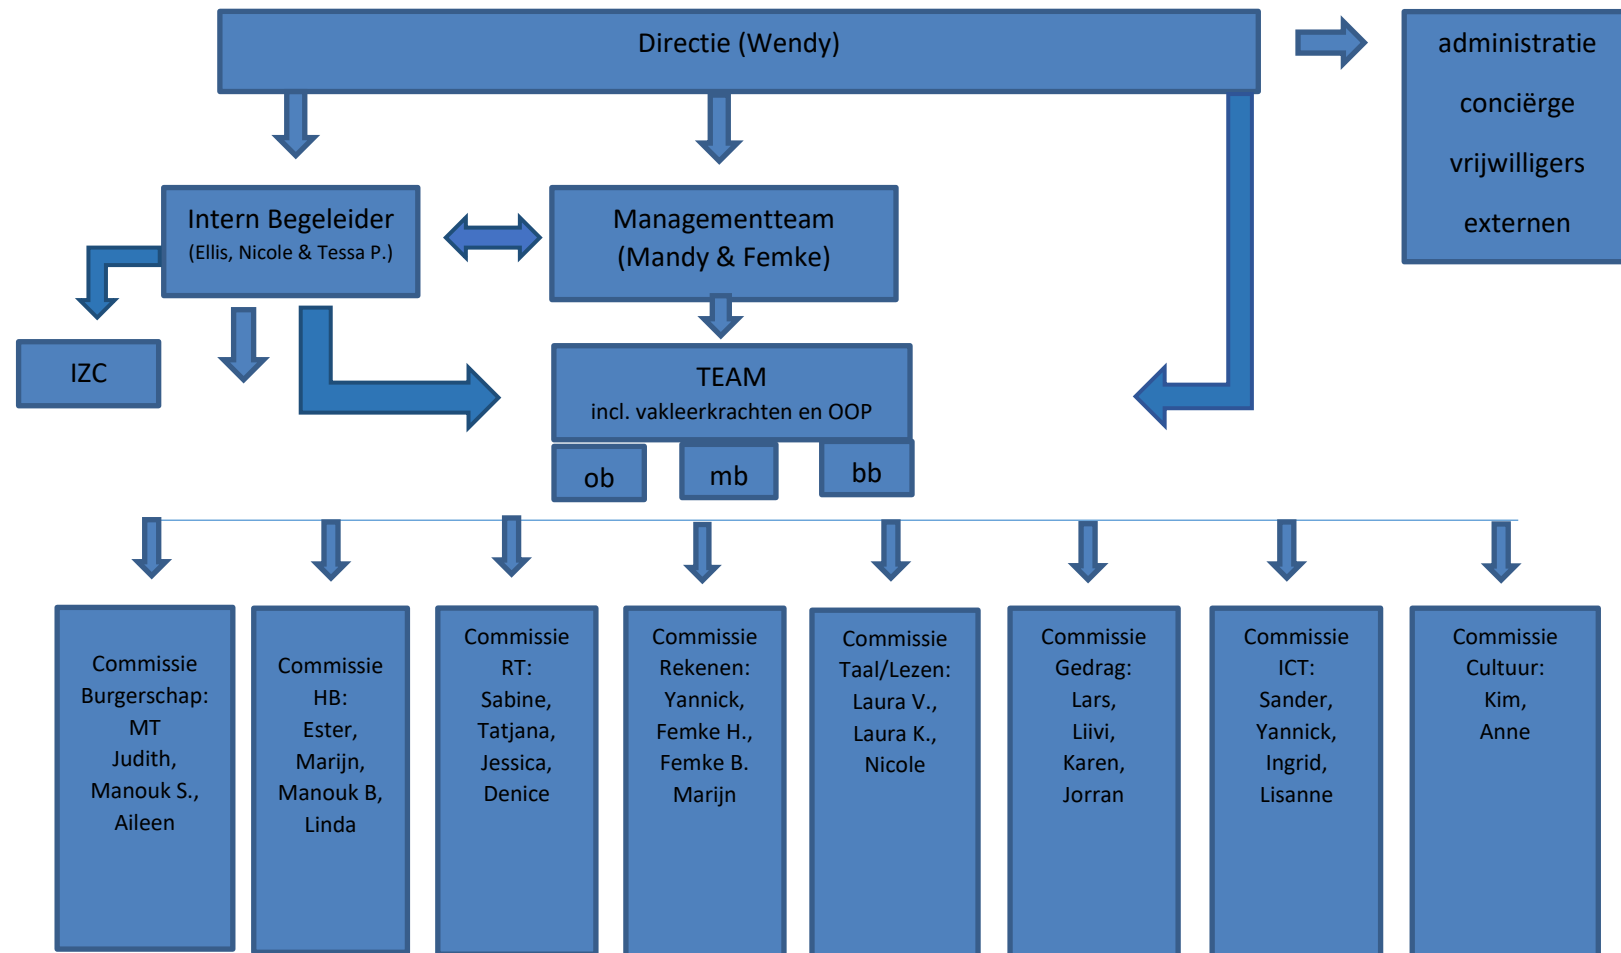 Directie (Wendy)
administratie
conciërge
vrijwilligers
externen
Intern Begeleider
(Ellis, Nicole & Tessa P.)
Managementteam
(Mandy & Femke)
IZC
TEAM
incl. vakleerkrachten en OOP
ob
mb
bb
Commissie
Burgerschap:
MT
Judith,
Manouk S.,
Aileen
Commissie
HB:
Ester,
Marijn,
Manouk B,
Linda
Commissie
RT:
Sabine,
Tatjana,
Jessica,
Denice
Commissie
Rekenen:
Yannick,
Femke H.,
Femke B.
Marijn
Commissie
Taal/Lezen:
Laura V.,
Laura K.,
Nicole
Commissie
Gedrag:
Lars,
Liivi,
Karen,
Jorran
Commissie
ICT:
Sander,
Yannick,
Ingrid,
Lisanne
Commissie
Cultuur:
Kim,
Anne